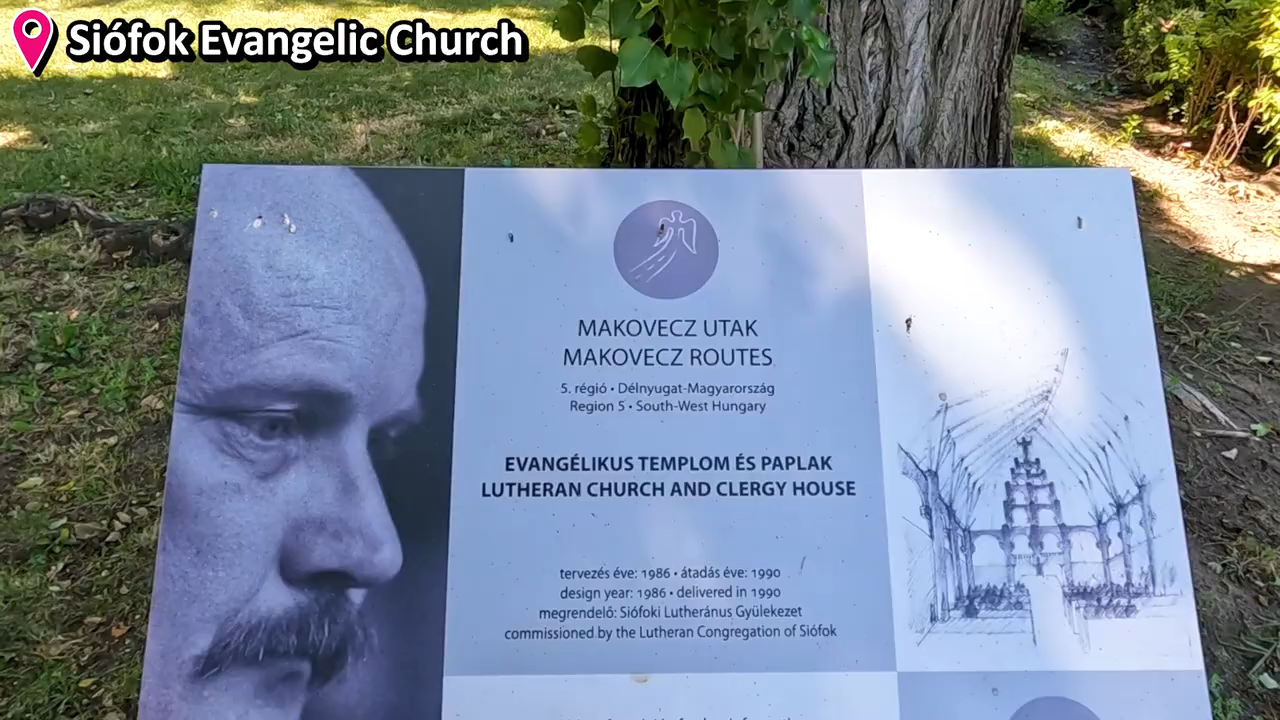 Siófok Evangelic Church
MAKOVECZ UTAK
MAKOVECZ ROUTES
5. régió • Délnyugat-Magyarország
Region 5 • South-West Hungary
EVANGÉLIKUS TEMPLOM ÉS PAPLAK
LUTHERAN CHURCH AND CLERGY HOUSE
tervezés éve: 1986 • átadás éve: 1990
design year: 1986 • delivered in 1990
megrendelő: Siófoki Lutheránus Gyülekezet
commissioned by the Lutheran Congregation of Siófok